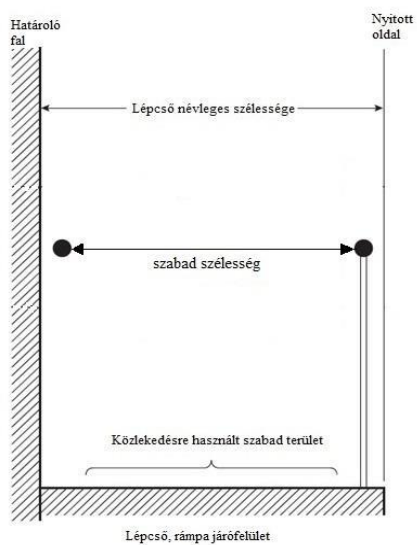 Határoló
fal
Nyitott
oldal
Lépcső névleges szélessége
szabad szélesség
Közlekedésre használt szabad terület
Lépcső, rámpa járófelület